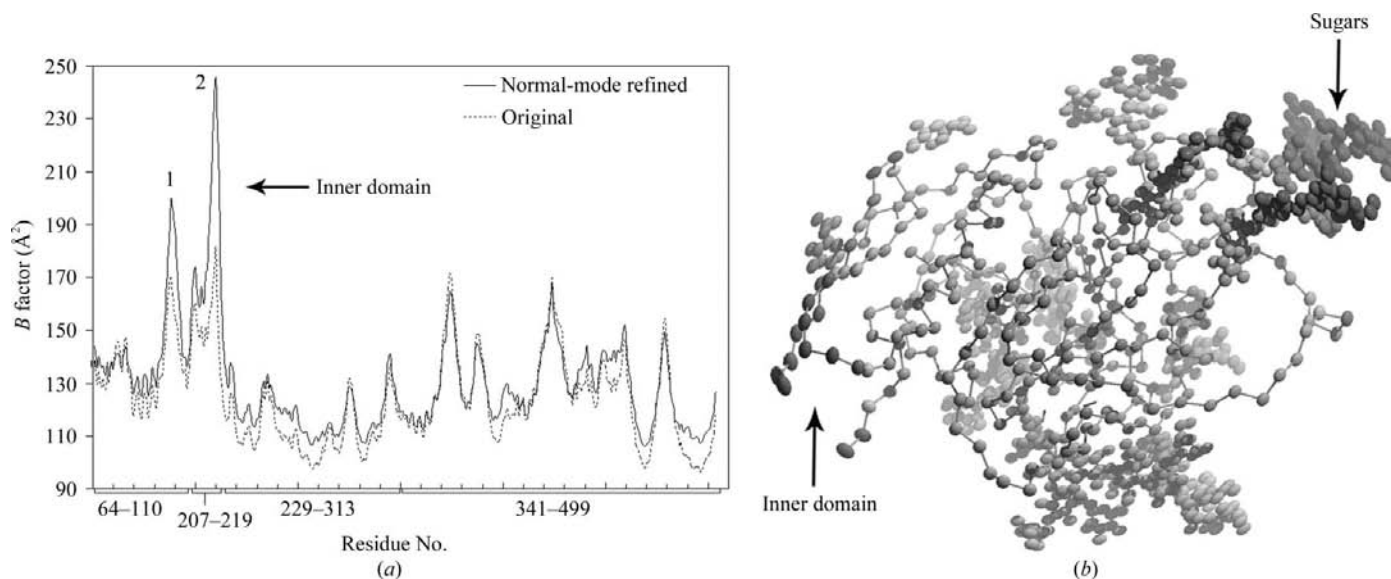 250
230
210
190
170
150
130
110
90
B factor (Å²)
1
2
Normal-mode refined
Original
Inner domain
64–110
207–219
229–313
341–499
Residue No.
(a)
Sugars
Inner domain
(b)